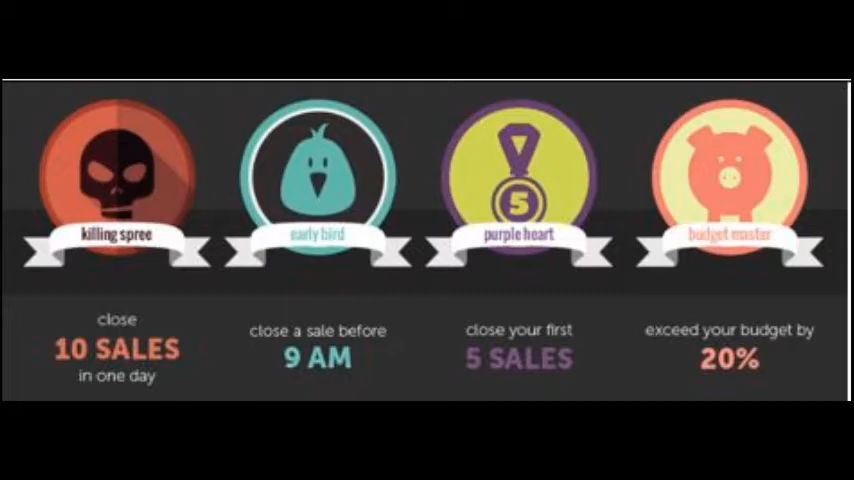 killing spree
early bird
5
purple heart
budget master
close
10 SALES
in one day
close a sale before
9 AM
close your first
5 SALES
exceed your budget by
20%